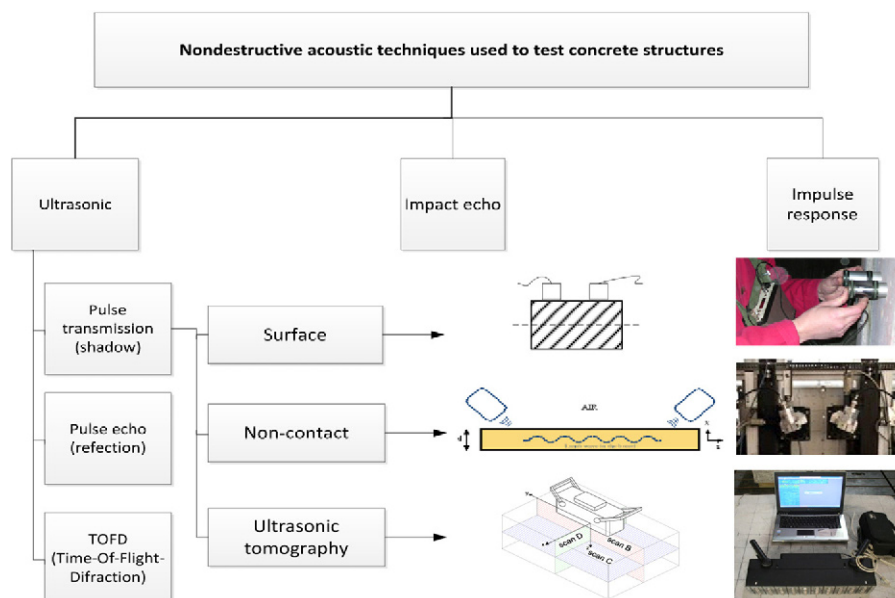 Nondestructive acoustic techniques used to test concrete structures
Ultrasonic
Impact echo
Impulse
response
Pulse
transmission
(shadow)
Surface
Pulse echo
(refection)
Non-contact
AIR
d
x
z
TOFD
(Time-Of-Flight-
Difraction)
Ultrasonic
tomography
scan B
scan D
scan C